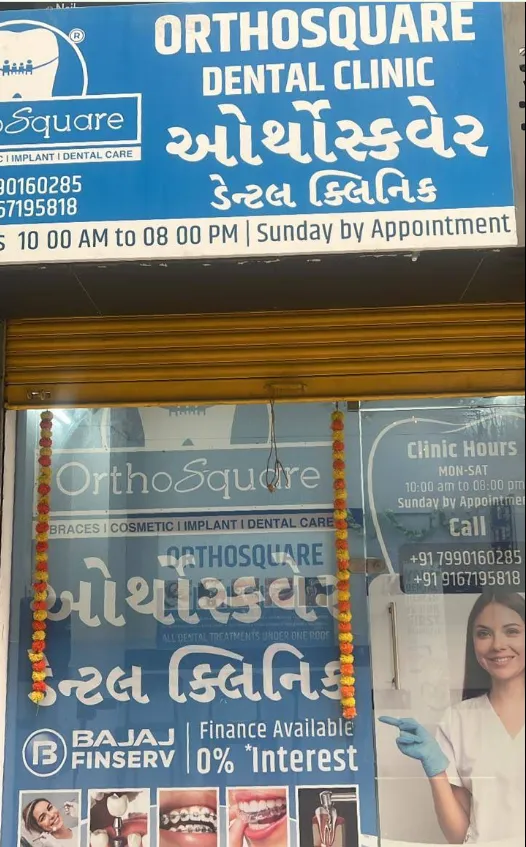 ®
ORTHOSQUARE
DENTAL CLINIC
oSquare
C | IMPLANT | DENTAL CARE
ઓર્થોસ્કવેર
ડેન્ટલ ક્લિનિક
90160285
67195818
s 10 00 AM to 08 00 PM | Sunday by Appointment
OrthoSquare
BRACES | COSMETIC | IMPLANT | DENTAL CARE
ORTHOSQUARE
ઓર્થોસ્કવેર
ALL DENTAL TREATMENTS UNDER ONE ROOF
ડેન્ટલ ક્લિનિક
B BAJAJ
FINSERV
Finance Available
0% *Interest
Clinic Hours
MON-SAT
10:00 am to 08:00 pm
Sunday by Appointme
Call
+91 7990160285
+91 9167195818